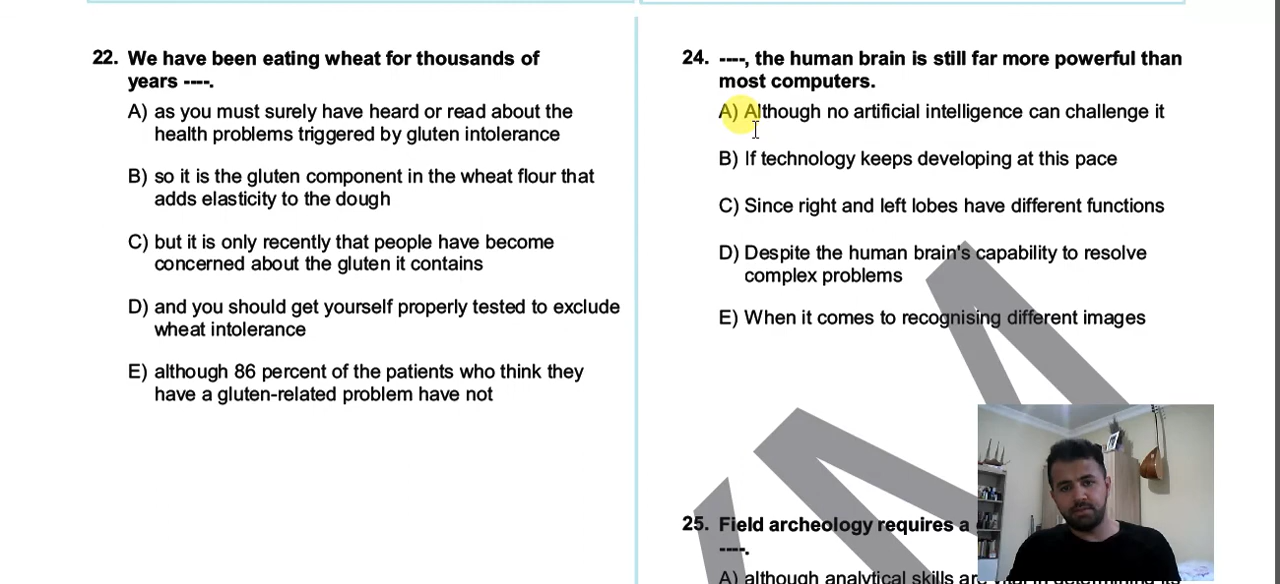 22. We have been eating wheat for thousands of
years ----.
A) as you must surely have heard or read about the
health problems triggered by gluten intolerance
B) so it is the gluten component in the wheat flour that
adds elasticity to the dough
C) but it is only recently that people have become
concerned about the gluten it contains
D) and you should get yourself properly tested to exclude
wheat intolerance
E) although 86 percent of the patients who think they
have a gluten-related problem have not
24. ----, the human brain is still far more powerful than
most computers.
A) Although no artificial intelligence can challenge it
B) If technology keeps developing at this pace
C) Since right and left lobes have different functions
D) Despite the human brain's capability to resolve
complex problems
E) When it comes to recognising different images
25. Field archeology requires a
----.
A) although analytical skills are